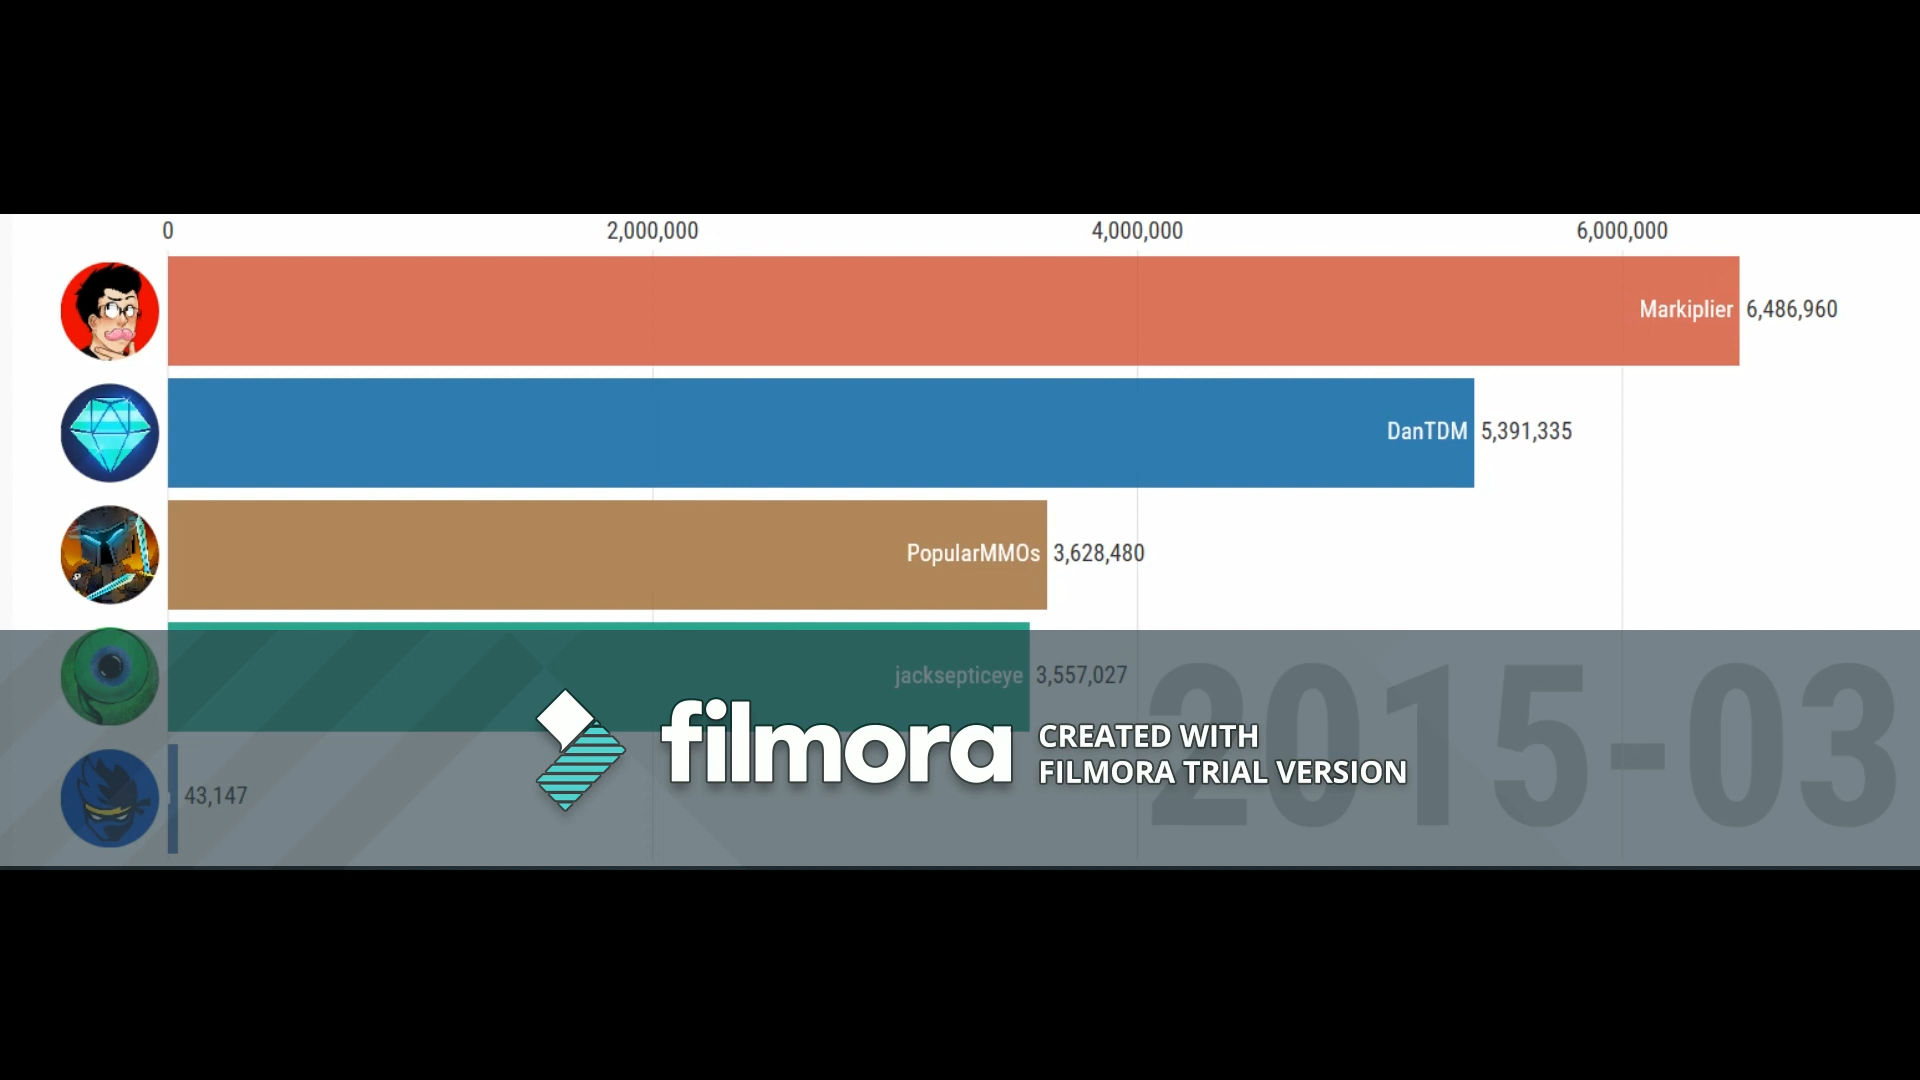 0 2,000,000 4,000,000 6,000,000
Markiplier 6,486,960
DanTDM 5,391,335
PopularMMOs 3,628,480
jacksepticeye 3,557,027
2015-03
filmora CREATED WITH
FILMORA TRIAL VERSION
43,147